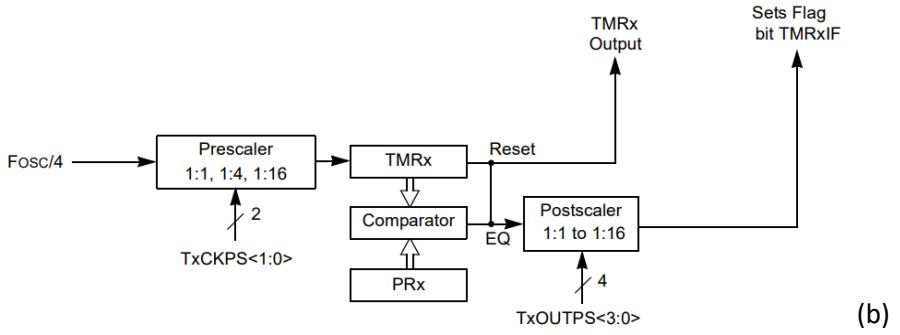 Sets Flag
bit TMRxIF
TMRx
Output
Fosc/4
Prescaler
1:1, 1:4, 1:16
2
TxCKPS<1:0>
TMRx
Reset
Comparator
EQ
PRx
Postscaler
1:1 to 1:16
4
TxOUTPS<3:0>
(b)